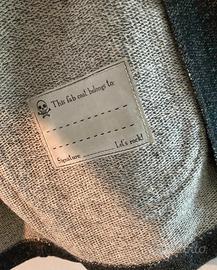 This fab coat belongs to:
Signature Let's rock!